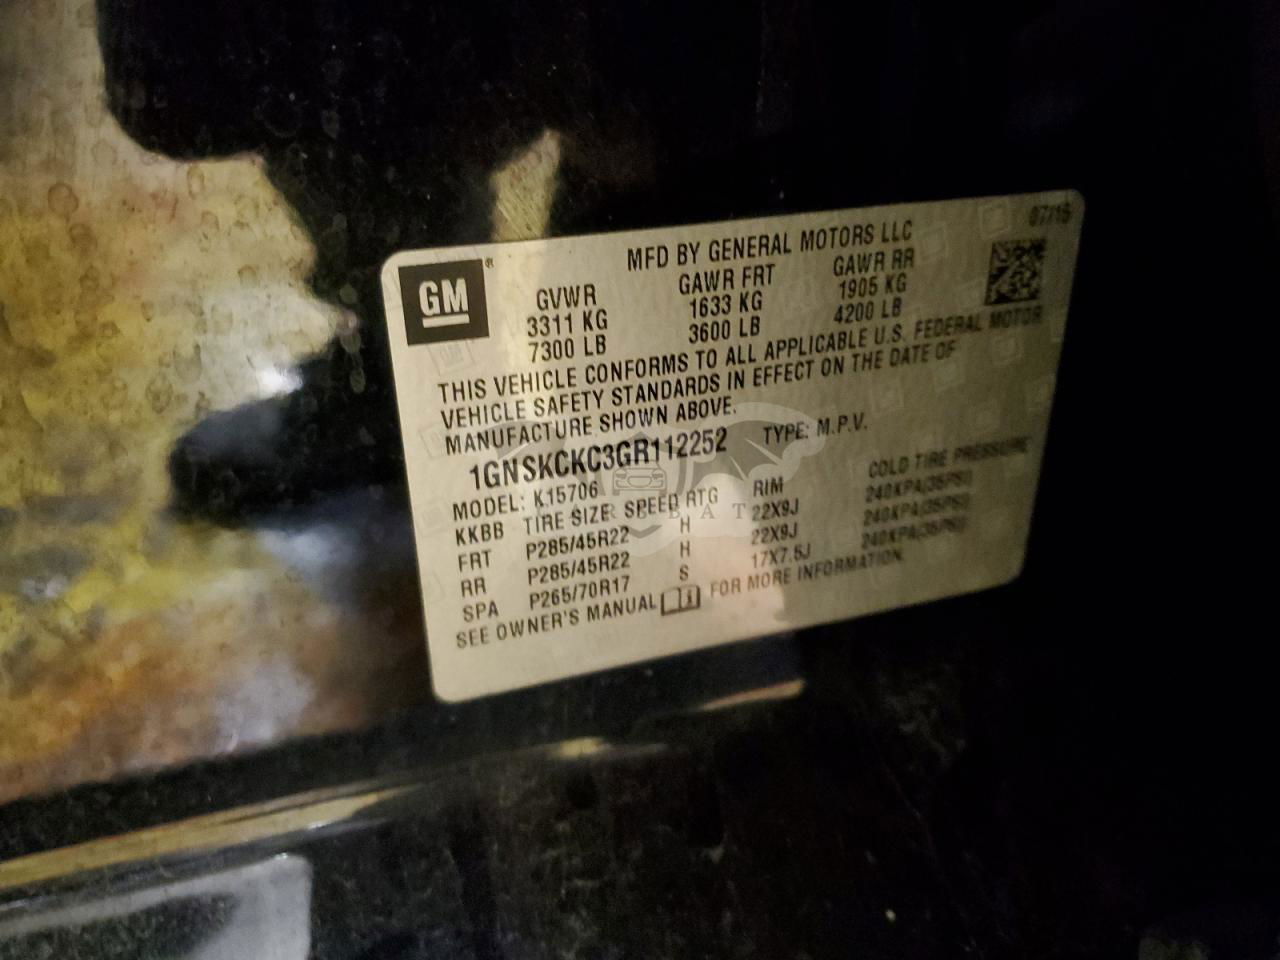 07/15
MFD BY GENERAL MOTORS LLC
GM®
GVWR GAWR FRT GAWR RR
3311 KG 1633 KG 1905 KG
7300 LB 3600 LB 4200 LB
THIS VEHICLE CONFORMS TO ALL APPLICABLE U.S. FEDERAL MOTOR
VEHICLE SAFETY STANDARDS IN EFFECT ON THE DATE OF
MANUFACTURE SHOWN ABOVE.
1GNSKCKC3GR112252 TYPE: M.P.V.
MODEL: K15706
KKBB TIRE SIZE SPEED RTG RIM COLD TIRE PRESSURE
FRT P285/45R22 H 22X9J 240KPA(35PSI)
RR P285/45R22 H 22X9J 240KPA(35PSI)
SPA P265/70R17 S 17X7.5J 240KPA(35PSI)
SEE OWNER'S MANUAL FOR MORE INFORMATION.